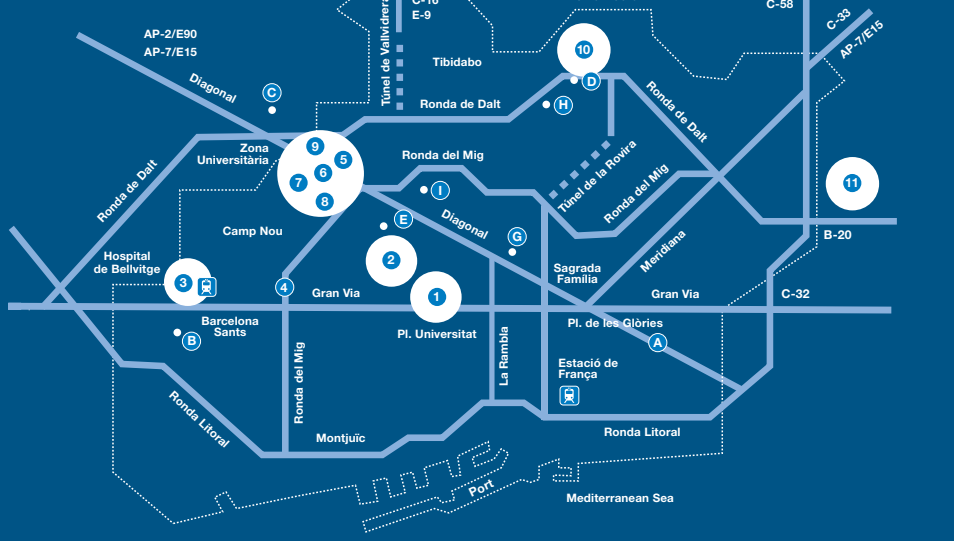 C-16
E-9
C-58
C-33
AP-7/E15
AP-2/E90
AP-7/E15
Túnel de Vallvidrera
Tibidabo
10
D
Diagonal
C
Ronda de Dalt
H
Ronda de Dalt
Zona
Universitària
9
5
6
7
8
Ronda del Mig
I
Túnel de la Rovira
Ronda del Mig
11
Ronda de Dalt
Camp Nou
E
Diagonal
G
Meridiana
B-20
Hospital
de Bellvitge
3
2
Sagrada
Família
4
Gran Via
1
Gran Via
C-32
Barcelona
Sants
B
Pl. Universitat
Pl. de les Glòries
A
Ronda del Mig
La Rambla
Estació de
França
Ronda Litoral
Montjuïc
Ronda Litoral
Port
Mediterranean Sea